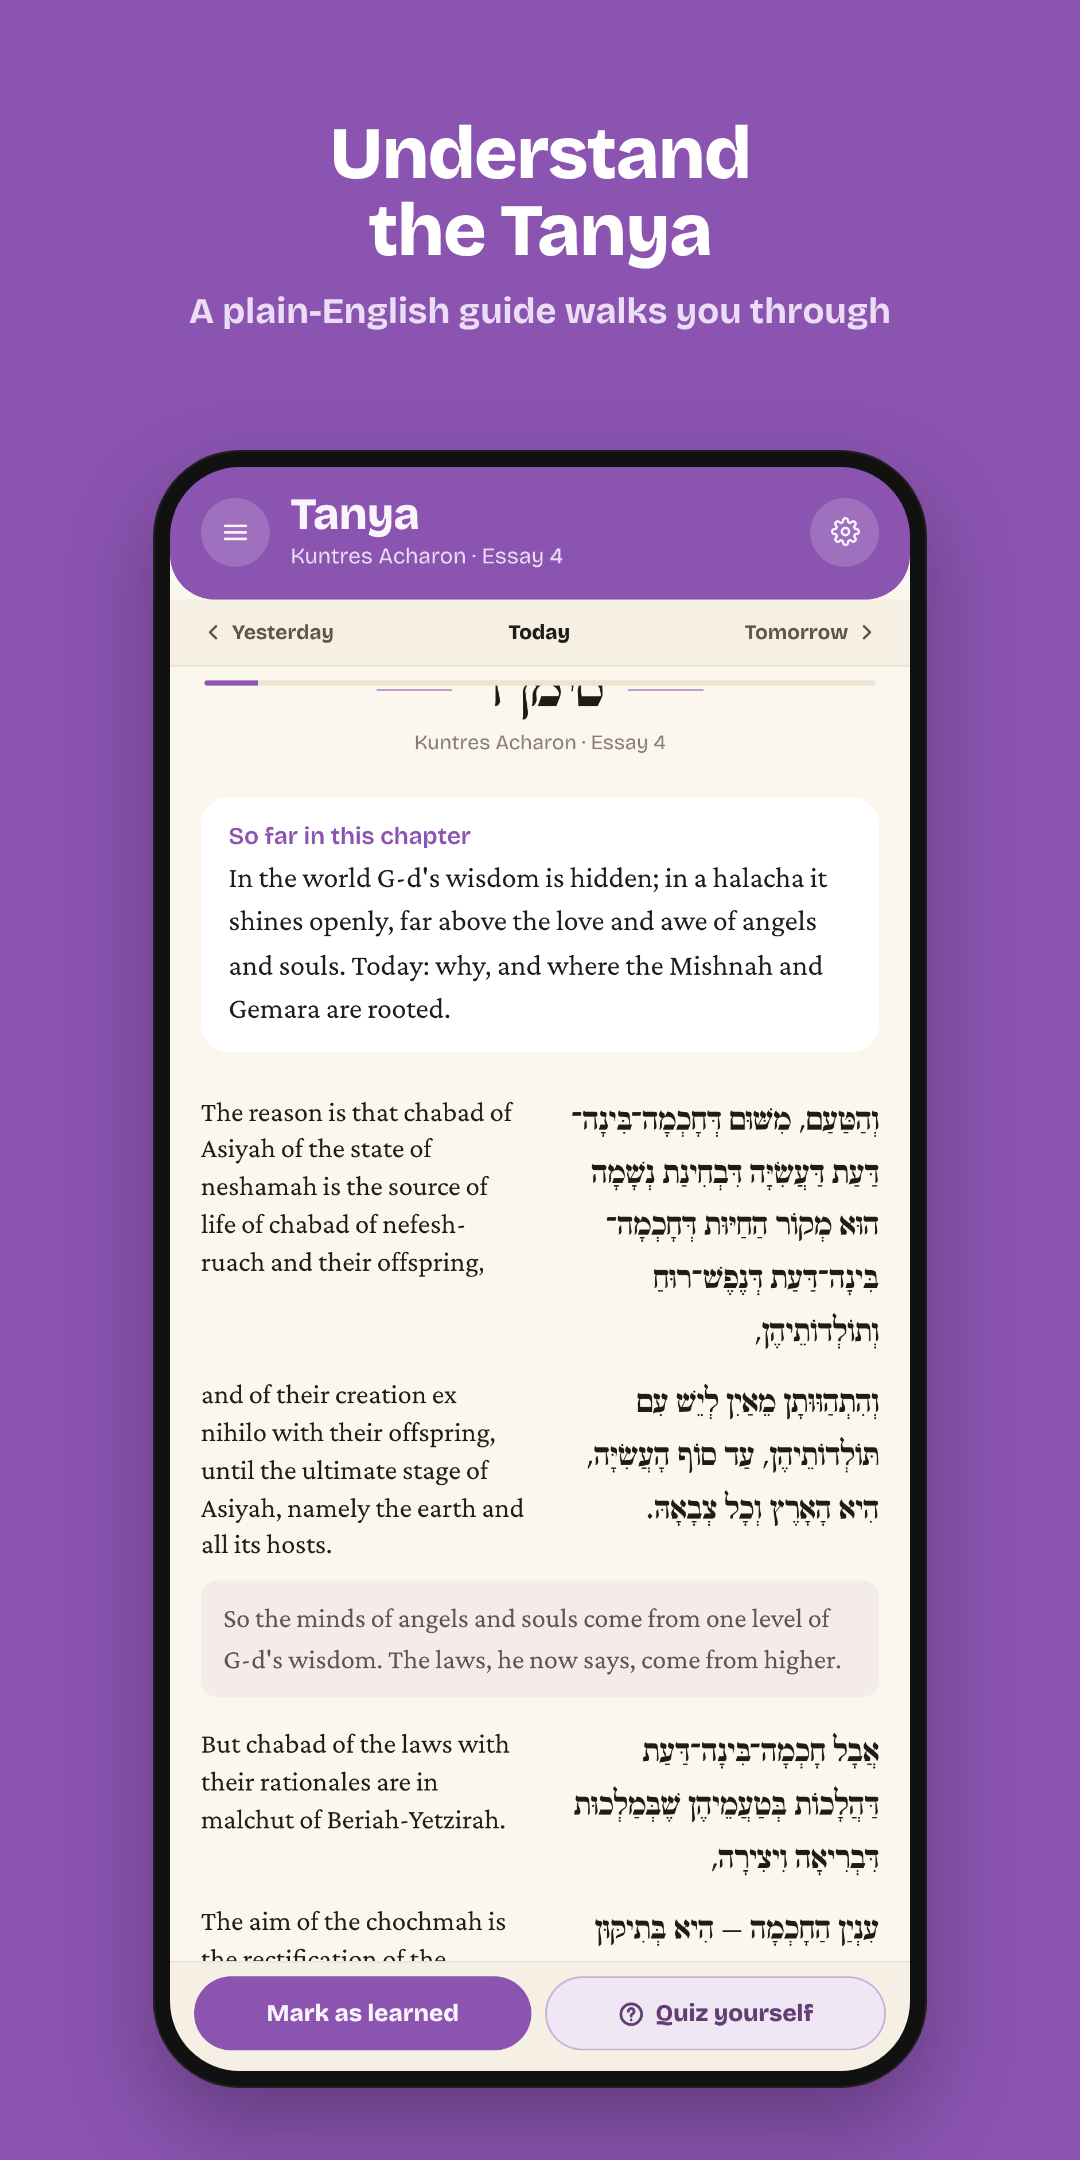 Understand
the Tanya
A plain-English guide walks you through
Tanya
Kuntres Acharon · Essay 4
Yesterday
Today
Tomorrow
Kuntres Acharon · Essay 4
So far in this chapter
In the world G-d's wisdom is hidden; in a halacha it
shines openly, far above the love and awe of angels
and souls. Today: why, and where the Mishnah and
Gemara are rooted.
The reason is that chabad of
Asiyah of the state of
neshamah is the source of
life of chabad of nefesh-
ruach and their offspring,
וְהַטַּעַם, מִשּׁוּם דְּחָכְמָה־בִּינָה־
דַּעַת דַּעֲשִׂיָּה דִּבְחִינַת נְשָׁמָה
הוּא מְקוֹר הַחַיּוּת דְּחָכְמָה־
בִּינָה־דַּעַת דְּנֶפֶשׁ־רוּחַ
וְתוֹלְדוֹתֵיהֶן,
and of their creation ex
nihilo with their offspring,
until the ultimate stage of
Asiyah, namely the earth and
all its hosts.
וְהִתְהַוּוּתָן מֵאַיִן לְיֵשׁ עִם
תּוֹלְדוֹתֵיהֶן, עַד סוֹף הָעֲשִׂיָּה,
הִיא הָאָרֶץ וְכָל צְבָאָהּ.
So the minds of angels and souls come from one level of
G-d's wisdom. The laws, he now says, come from higher.
But chabad of the laws with
their rationales are in
malchut of Beriah-Yetzirah.
אֲבָל חָכְמָה־בִּינָה־דַּעַת
דַּהֲלָכוֹת בְּטַעֲמֵיהֶן שֶׁבְּמַלְכוּת
דִּבְרִיאָה וִיצִירָה,
The aim of the chochmah is
the rectification of the
עִנְיַן הַחָכְמָה – הִיא בְּתִיקּוּן
Mark as learned
Quiz yourself